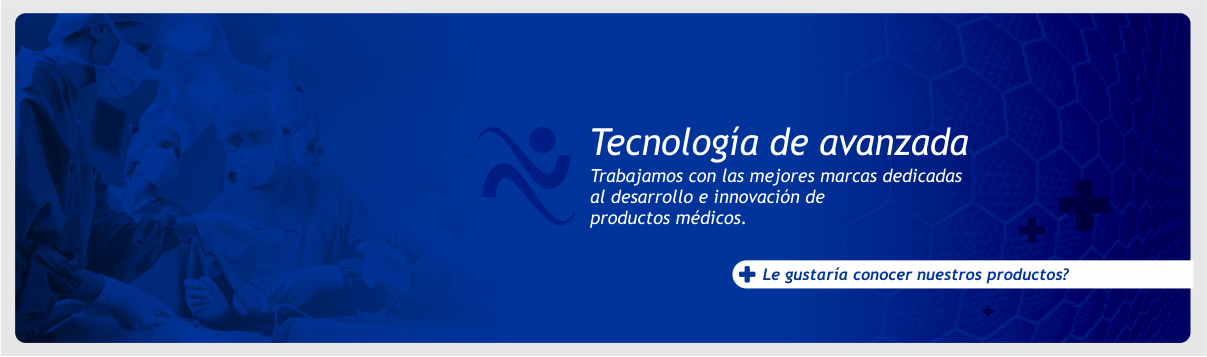 Tecnología de avanzada
Trabajamos con las mejores marcas dedicadas
al desarrollo e innovación de
productos médicos.
Le gustaría conocer nuestros productos?